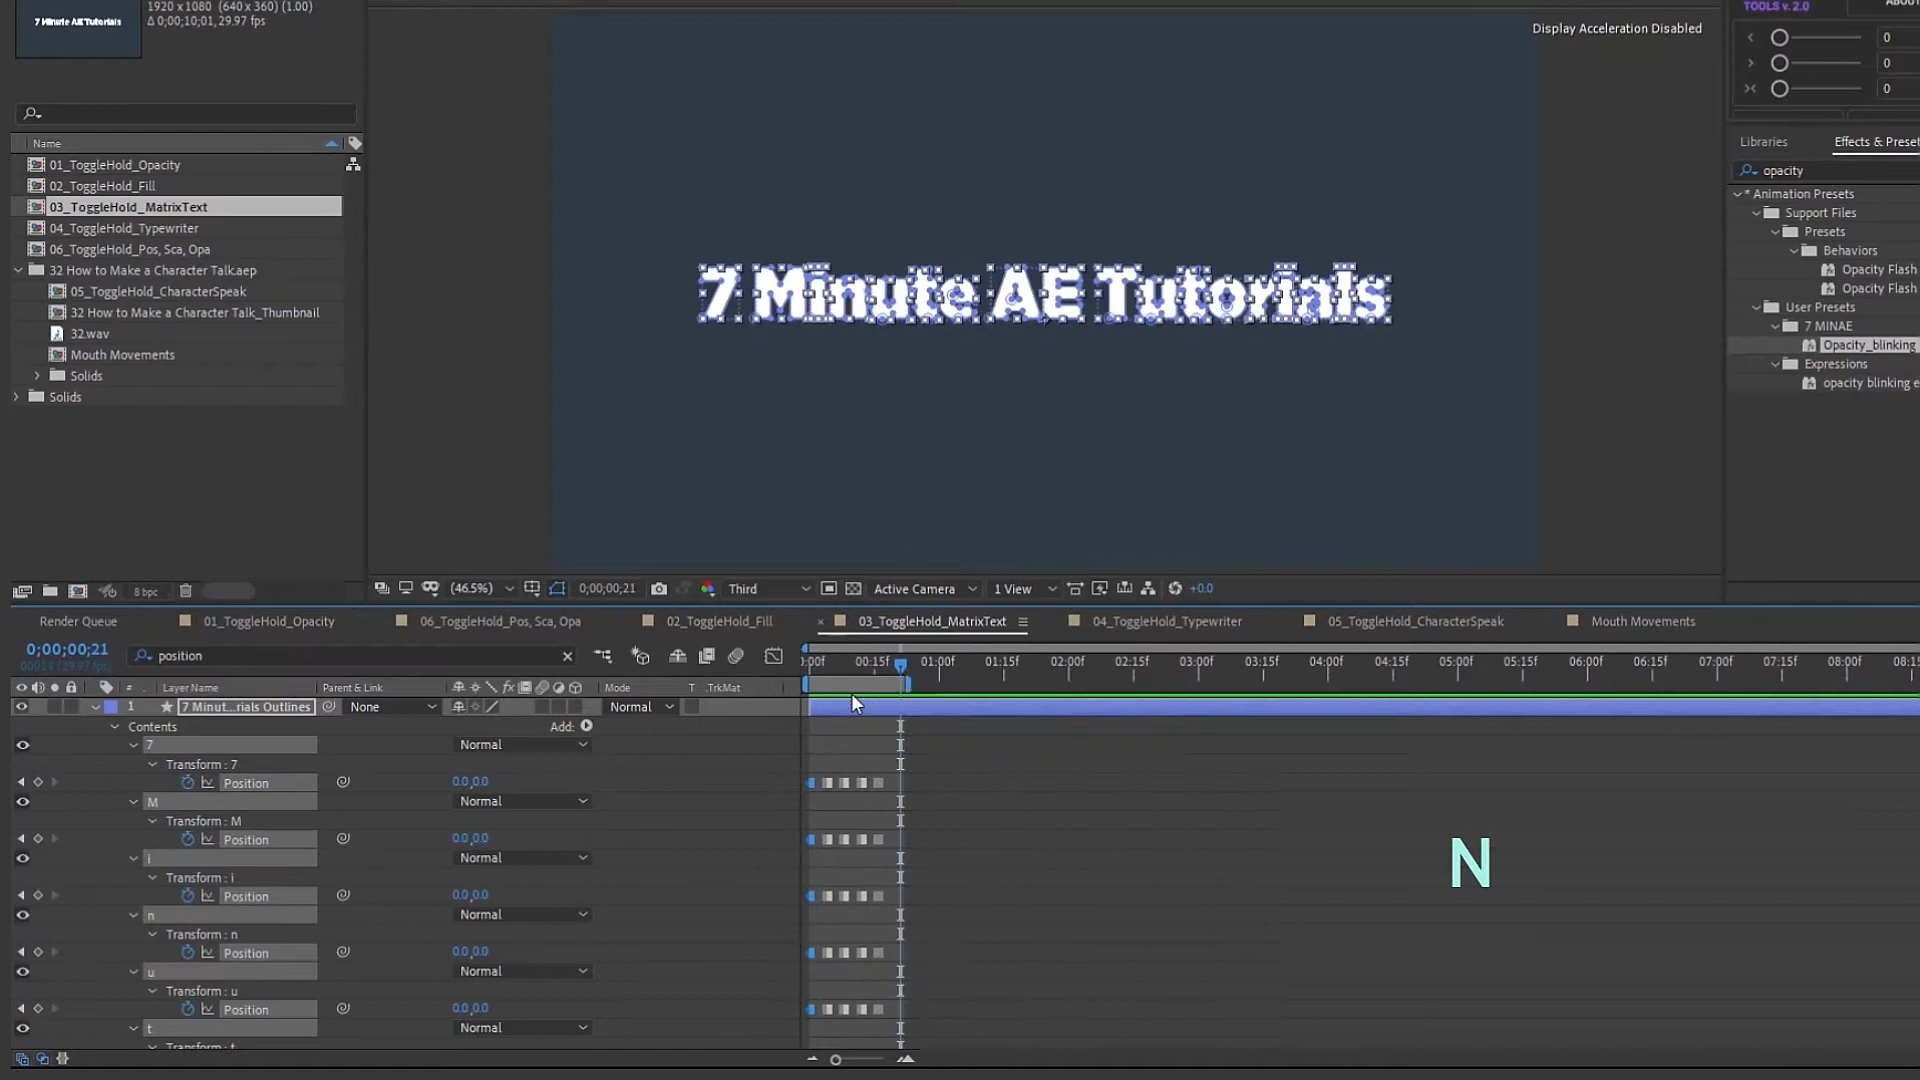 7 Minute AE Tutorials
1920 x 1080 (640 x 360) (1.00)
Δ 0;00;10;01, 29.97 fps
Name
01_ToggleHold_Opacity
02_ToggleHold_Fill
03_ToggleHold_MatrixText
04_ToggleHold_Typewriter
06_ToggleHold_Pos, Sca, Opa
32 How to Make a Character Talk.aep
05_ToggleHold_CharacterSpeak
32 How to Make a Character Talk_Thumbnail
32.wav
Mouth Movements
Solids
Solids
8 bpc
Display Acceleration Disabled
7 Minute AE Tutorials
(46.5%) 0;00;00;21 Third Active Camera 1 View +0.0
TOOLS v. 2.0 ABOUT
0
0
0
Libraries Effects & Preset
opacity
* Animation Presets
Support Files
Presets
Behaviors
Opacity Flash
Opacity Flash
User Presets
7 MINAE
Opacity_blinking
Expressions
opacity blinking e
Render Queue 01_ToggleHold_Opacity 06_ToggleHold_Pos, Sca, Opa 02_ToggleHold_Fill × 03_ToggleHold_MatrixText 04_ToggleHold_Typewriter 05_ToggleHold_CharacterSpeak Mouth Movements
0;00;00;21 position
:00f 00:15f 01:00f 01:15f 02:00f 02:15f 03:00f 03:15f 04:00f 04:15f 05:00f 05:15f 06:00f 06:15f 07:00f 07:15f 08:00f 08:15
# Layer Name Parent & Link fx Mode T .TrkMat
1 7 Minut...rials Outlines None Normal
Contents Add:
7 Normal
Transform : 7
Position 0.0,0.0
M Normal
Transform : M
Position 0.0,0.0
i Normal
Transform : i
Position 0.0,0.0
n Normal
Transform : n
Position 0.0,0.0
u Normal
Transform : u
Position 0.0,0.0
t Normal
Transform : t
N